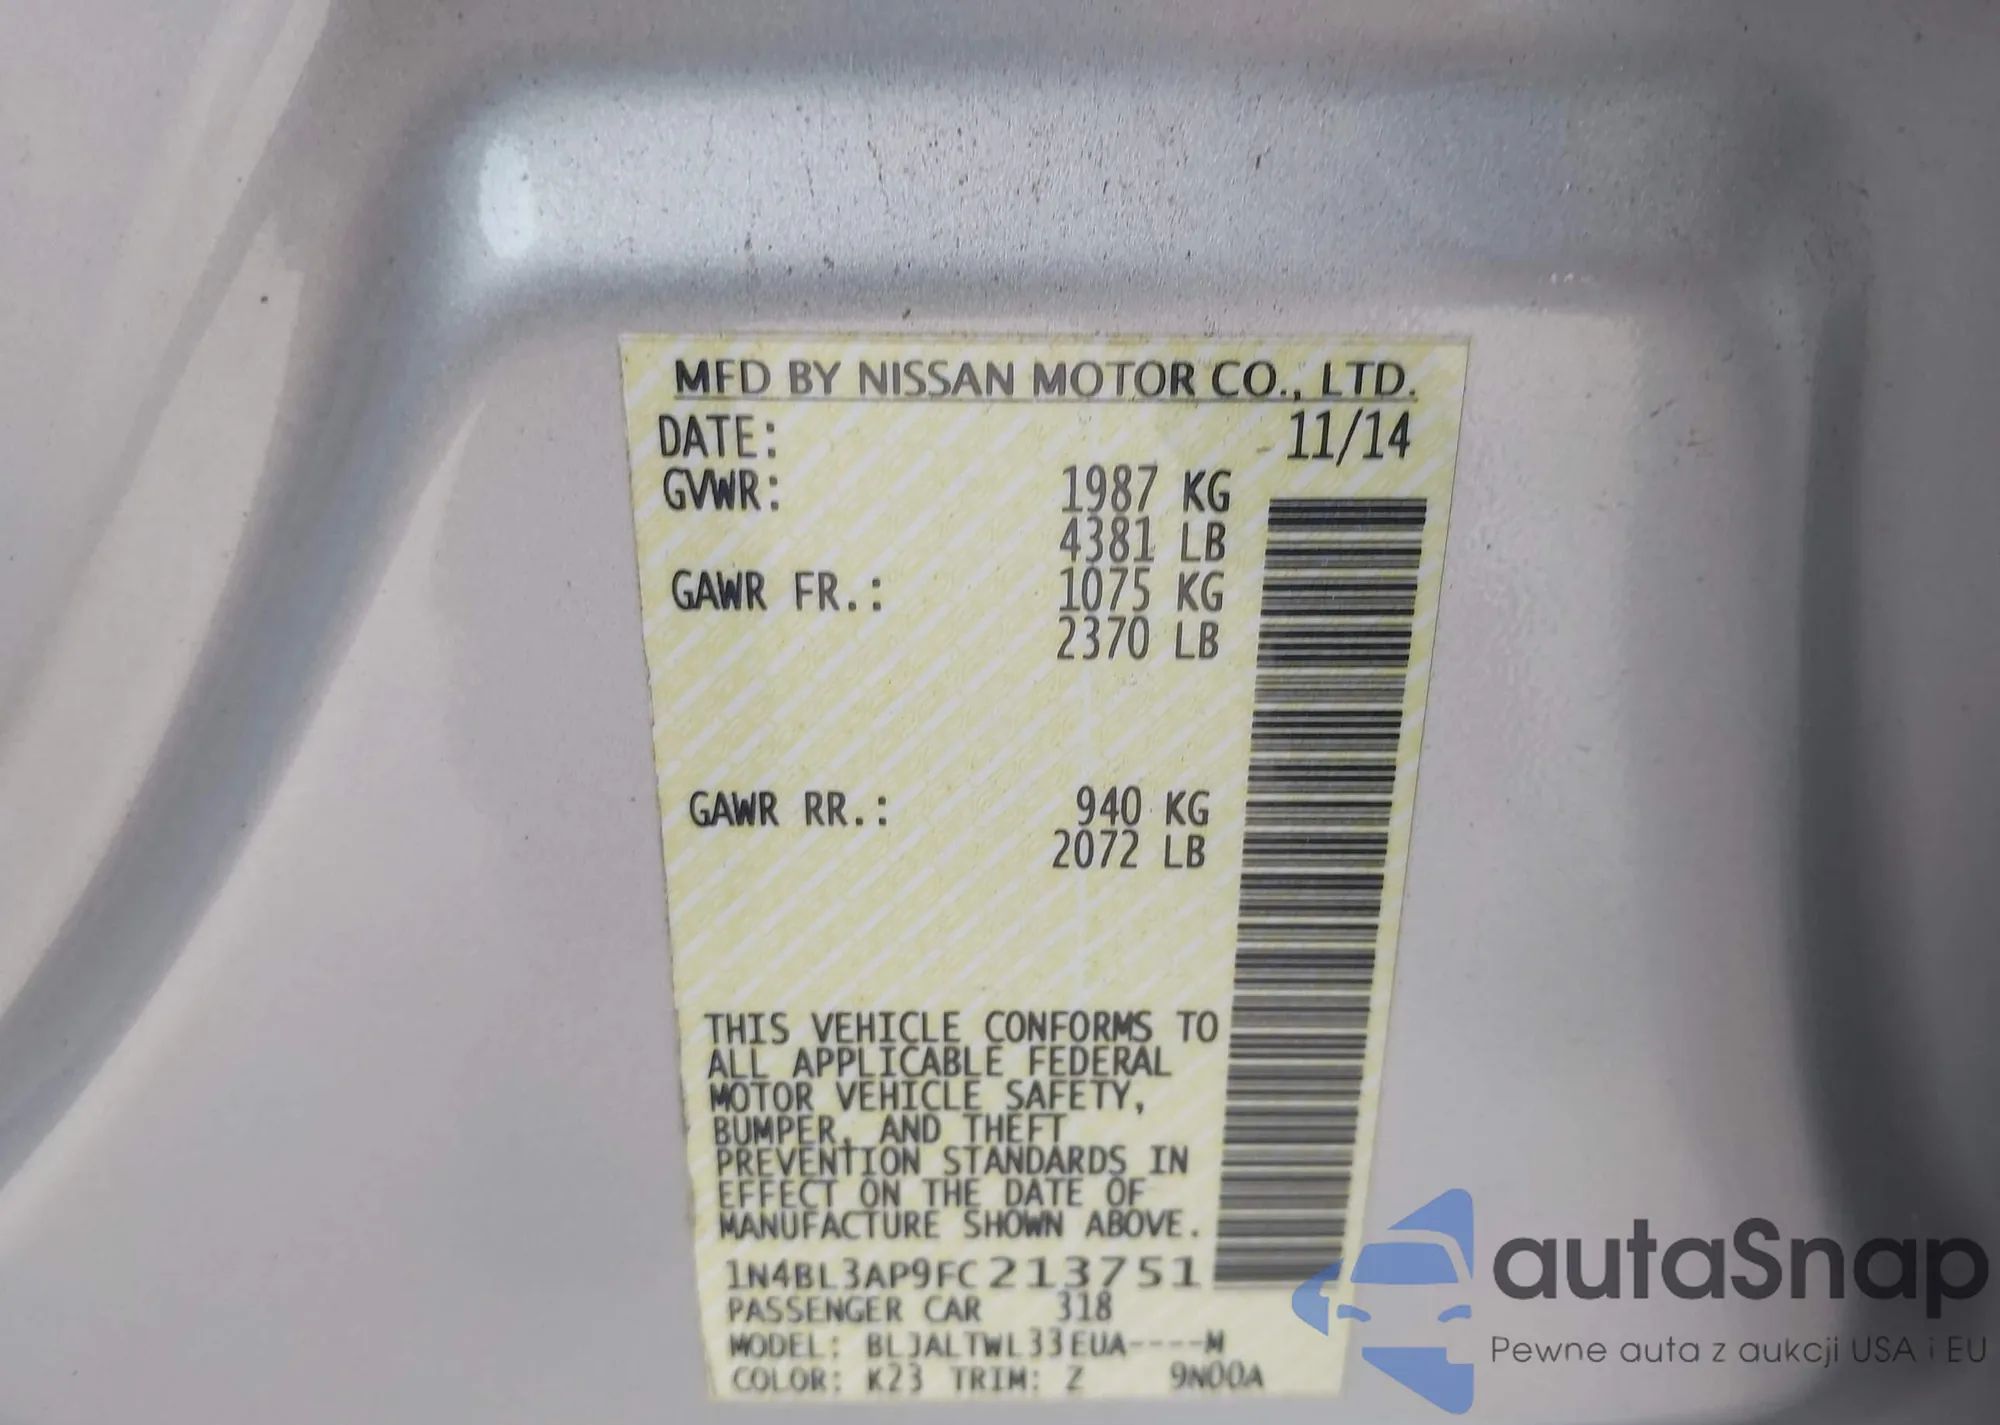 MFD BY NISSAN MOTOR CO., LTD.
DATE: 11/14
GVWR: 1987 KG
4381 LB
GAWR FR.: 1075 KG
2370 LB
GAWR RR.: 940 KG
2072 LB
THIS VEHICLE CONFORMS TO
ALL APPLICABLE FEDERAL
MOTOR VEHICLE SAFETY,
BUMPER, AND THEFT
PREVENTION STANDARDS IN
EFFECT ON THE DATE OF
MANUFACTURE SHOWN ABOVE.
1N4BL3AP9FC213751
PASSENGER CAR 318
MODEL: BLJALTWL33EUA----M
COLOR: K23 TRIM: Z 9N00A
autaSnap
Pewne auta z aukcji USA i EU